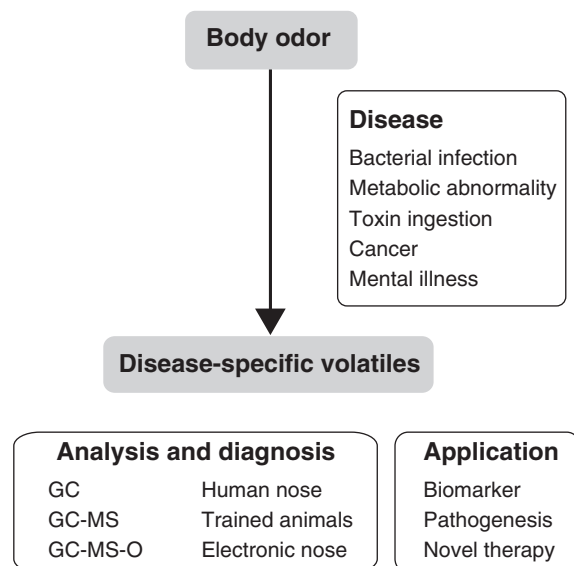 Body odor
Disease
Bacterial infection
Metabolic abnormality
Toxin ingestion
Cancer
Mental illness
Disease-specific volatiles
Analysis and diagnosis
GC Human nose
GC-MS Trained animals
GC-MS-O Electronic nose
Application
Biomarker
Pathogenesis
Novel therapy